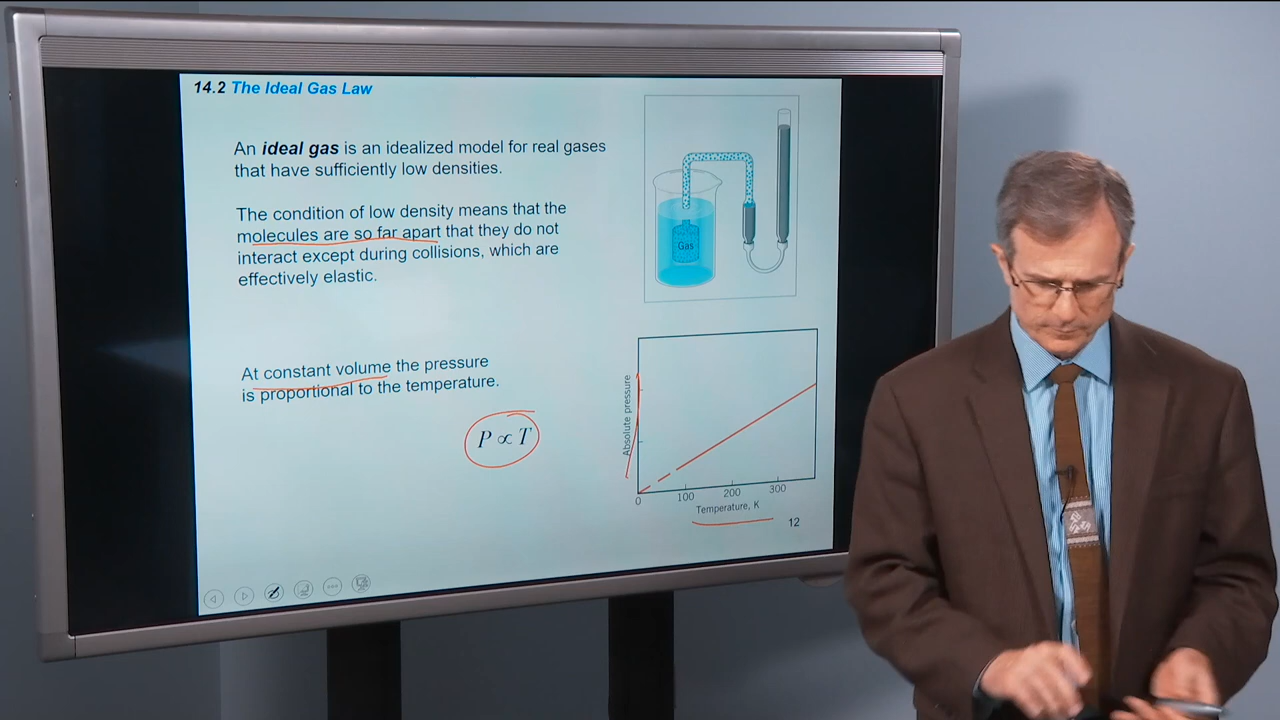 14.2 The Ideal Gas Law
An ideal gas is an idealized model for real gases
that have sufficiently low densities.
The condition of low density means that the
molecules are so far apart that they do not
interact except during collisions, which are
effectively elastic.
Gas
At constant volume the pressure
is proportional to the temperature.
P ∝ T
Absolute pressure
0 100 200 300
Temperature, K
12